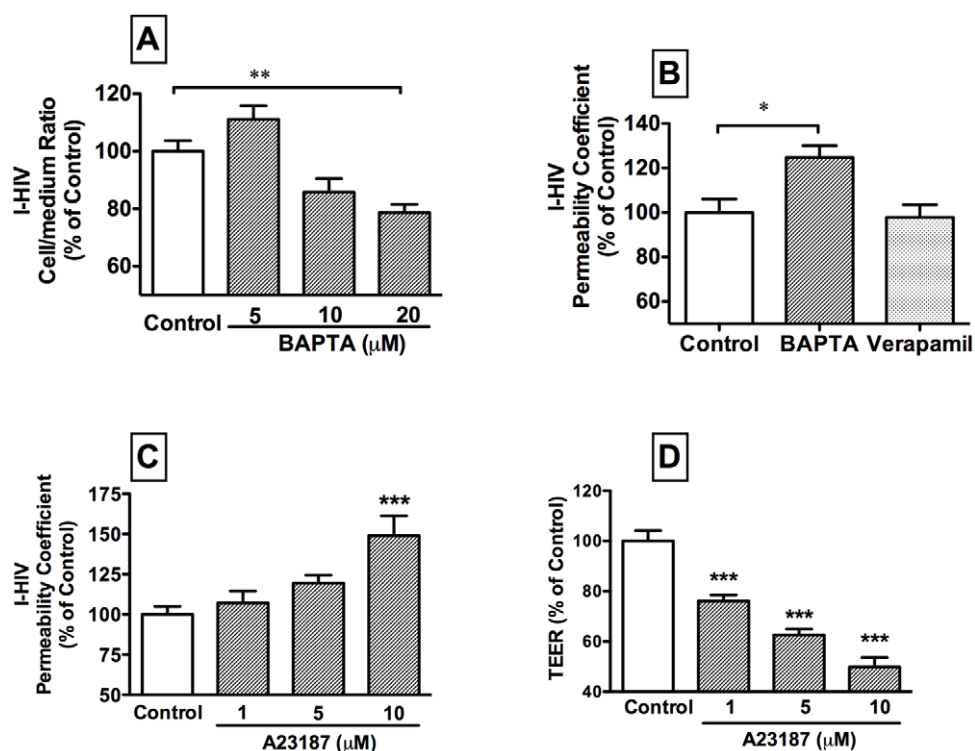 A
I-HIV
Cell/medium Ratio
(% of Control)
120
100
80
60
**
Control
5
10
20
BAPTA (μM)
B
I-HIV
Permeability Coefficient
(% of Control)
140
120
100
80
60
*
Control
BAPTA
Verapamil
C
I-HIV
Permeability Coefficient
(% of Control)
175
150
125
100
75
50
***
Control
1
5
10
A23187 (μM)
D
TEER (% of Control)
120
100
80
60
40
***
***
***
Control
1
5
10
A23187 (μM)